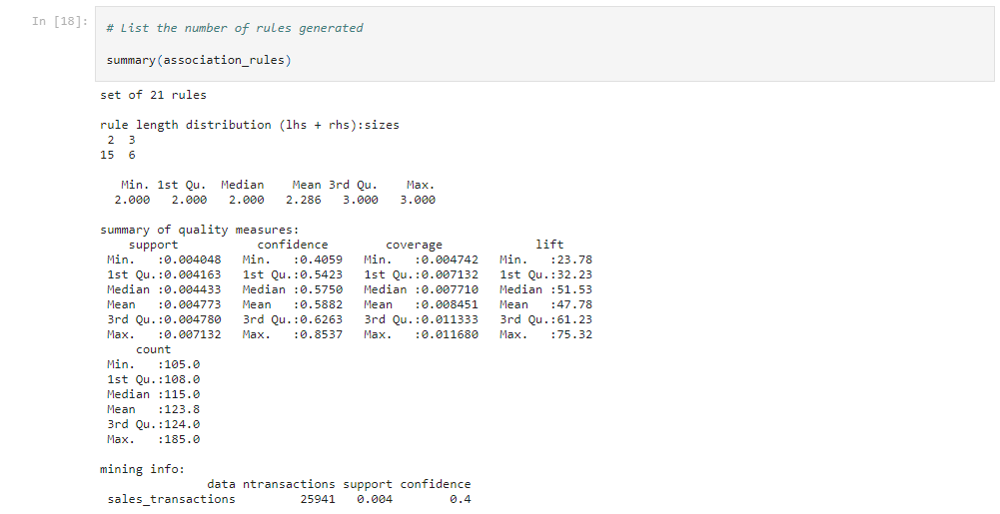 In [18]:
# List the number of rules generated
summary(association_rules)
set of 21 rules
rule length distribution (lhs + rhs):sizes
 2  3
15  6
   Min. 1st Qu.  Median    Mean 3rd Qu.    Max.
  2.000   2.000   2.000   2.286   3.000   3.000
summary of quality measures:
    support           confidence        coverage             lift
 Min.   :0.004048   Min.   :0.4059   Min.   :0.004742   Min.   :23.78
 1st Qu.:0.004163   1st Qu.:0.5423   1st Qu.:0.007132   1st Qu.:32.23
 Median :0.004433   Median :0.5750   Median :0.007710   Median :51.53
 Mean   :0.004773   Mean   :0.5882   Mean   :0.008451   Mean   :47.78
 3rd Qu.:0.004780   3rd Qu.:0.6263   3rd Qu.:0.011333   3rd Qu.:61.23
 Max.   :0.007132   Max.   :0.8537   Max.   :0.011680   Max.   :75.32
     count
 Min.   :105.0
 1st Qu.:108.0
 Median :115.0
 Mean   :123.8
 3rd Qu.:124.0
 Max.   :185.0
mining info:
               data ntransactions support confidence
 sales_transactions         25941   0.004        0.4